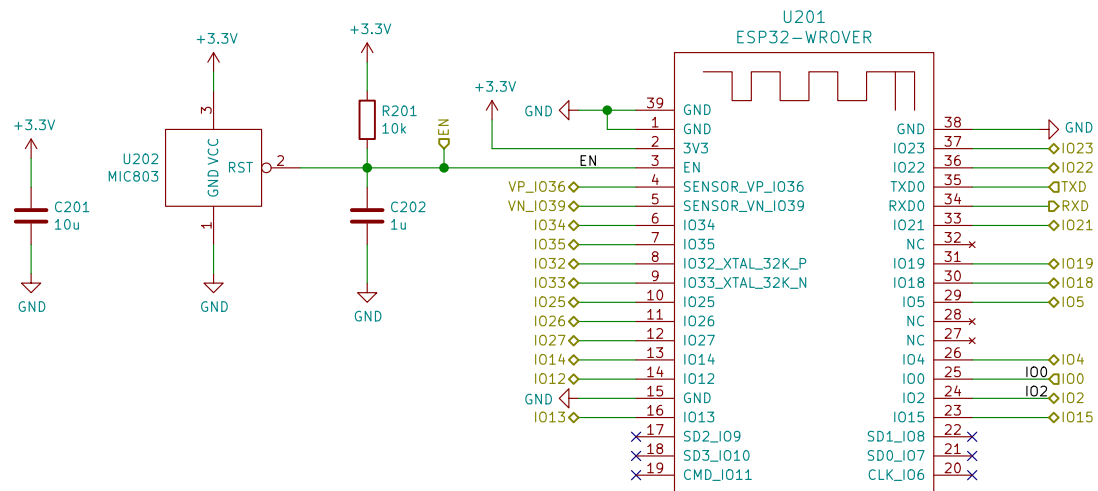 U201
ESP32-WROVER
+3.3V
+3.3V
+3.3V
+3.3V
R201
10k
EN
U202
MIC803
3
VCC
GND
RST
2
1
GND
C201
10u
GND
C202
1u
GND
EN
GND
39 GND
1 GND
2 3V3
3 EN
VP_IO36 4 SENSOR_VP_IO36
VN_IO39 5 SENSOR_VN_IO39
IO34 6 IO34
IO35 7 IO35
IO32 8 IO32_XTAL_32K_P
IO33 9 IO33_XTAL_32K_N
IO25 10 IO25
IO26 11 IO26
IO27 12 IO27
IO14 13 IO14
IO12 14 IO12
GND 15 GND
IO13 16 IO13
17 SD2_IO9
18 SD3_IO10
19 CMD_IO11
GND 38 GND
IO23 37 IO23
IO22 36 IO22
TXD0 35 TXD
RXD0 34 RXD
IO21 33 IO21
NC 32
IO19 31 IO19
IO18 30 IO18
IO5 29 IO5
NC 28
NC 27
IO4 26 IO4
IO0 25 IO0 IO0
IO2 24 IO2 IO2
IO15 23 IO15
SD1_IO8 22
SD0_IO7 21
CLK_IO6 20